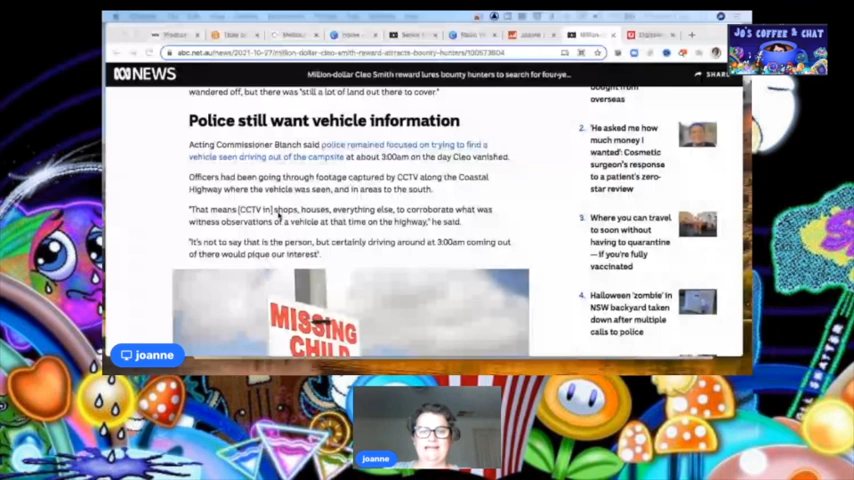 abc.net.au/news/2021-10-27/million-dollar-cleo-smith-reward-attracts-bounty-hunters/100573804
JO'S COFFEE & CHAT
NEWS
Million-dollar Cleo Smith reward lures bounty hunters to search for four-ye...
SHARE
wandered off, but there was "still a lot of land out there to cover."
Police still want vehicle information
Acting Commissioner Blanch said police remained focused on trying to find a
vehicle seen driving out of the campsite at about 3:00am on the day Cleo vanished.
Officers had been going through footage captured by CCTV along the Coastal
Highway where the vehicle was seen, and in areas to the south.
"That means [CCTV in] shops, houses, everything else, to corroborate what was
witness observations of a vehicle at that time on the highway," he said.
"It's not to say that is the person, but certainly driving around at 3:00am coming out
of there would pique our interest".
MISSING
CHILD
bought from
overseas
2. 'He asked me how
much money I
wanted': Cosmetic
surgeon's response
to a patient's zero-
star review
3. Where you can travel
to soon without
having to quarantine
— if you're fully
vaccinated
4. Halloween 'zombie' in
NSW backyard taken
down after multiple
calls to police
joanne
joanne